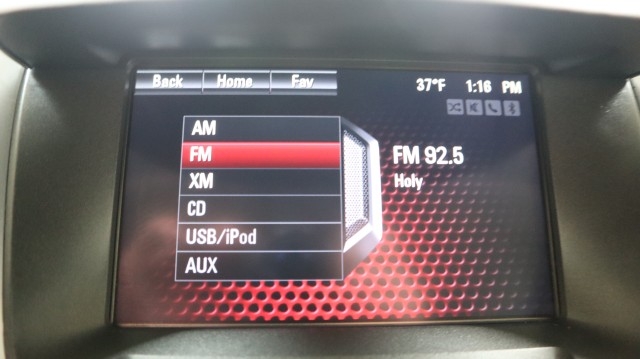 Back Home Fav 37°F 1:16 PM
AM
FM
XM
CD
USB/iPod
AUX
FM 92.5
Holy